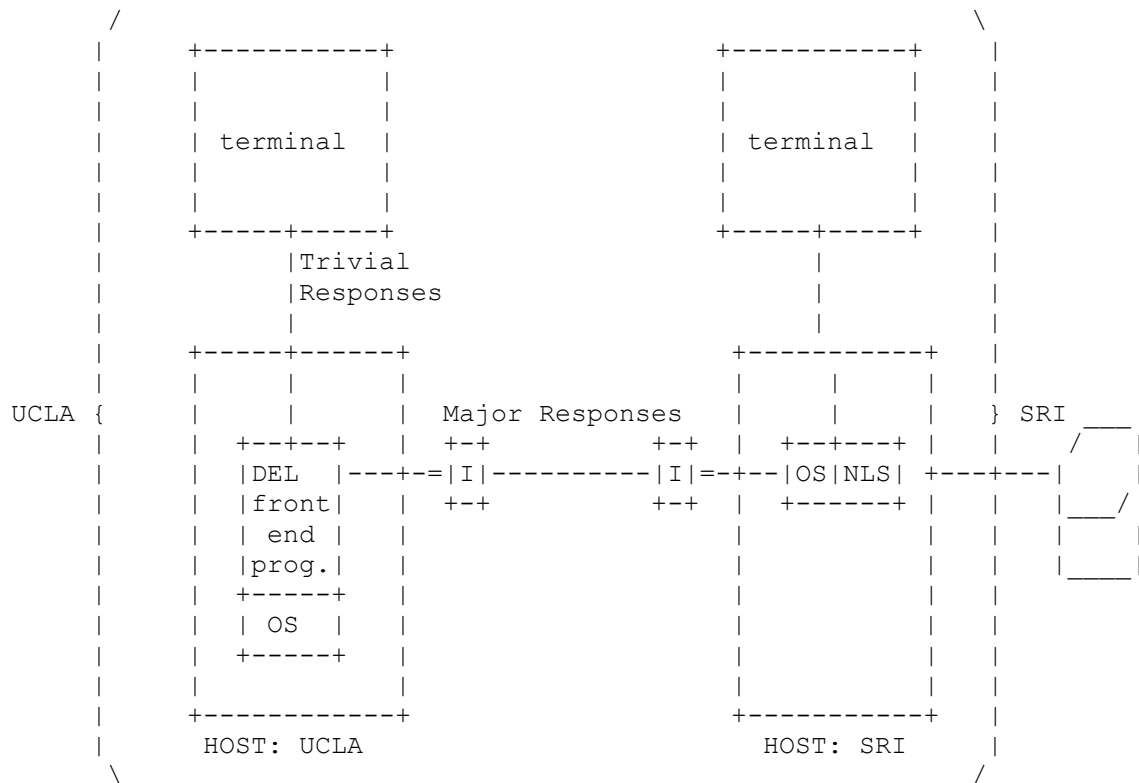 terminal terminal
Trivial
Responses
UCLA Major Responses SRI
DEL I I OS NLS
front
end
prog.
OS
HOST: UCLA HOST: SRI